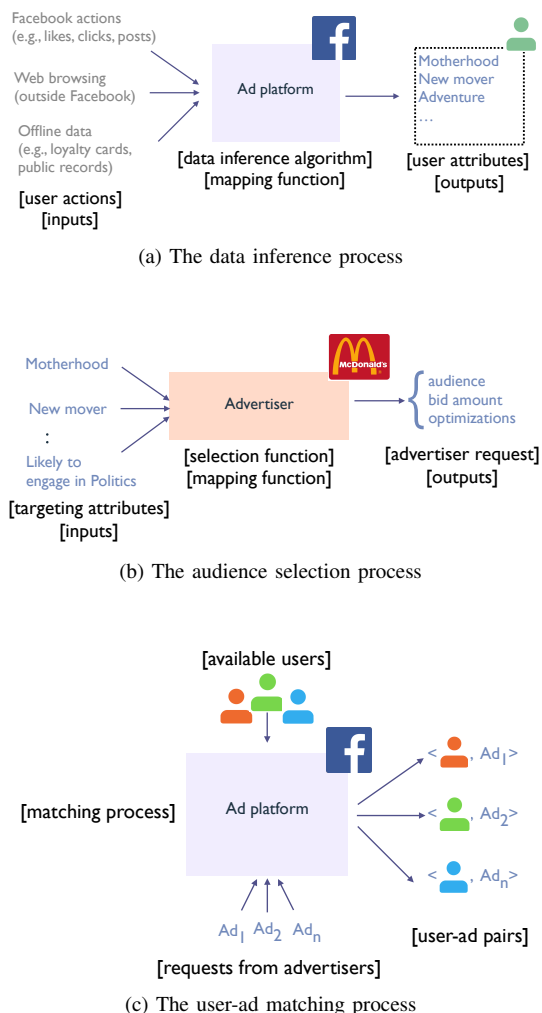 Facebook actions
(e.g., likes, clicks, posts)
Web browsing
(outside Facebook)
Offline data
(e.g., loyalty cards,
public records)
[user actions]
[inputs]
f
Ad platform
[data inference algorithm]
[mapping function]
Motherhood
New mover
Adventure
...
[user attributes]
[outputs]
(a) The data inference process
Motherhood
New mover
:
Likely to
engage in Politics
[targeting attributes]
[inputs]
McDonald's
Advertiser
[selection function]
[mapping function]
audience
bid amount
optimizations
[advertiser request]
[outputs]
(b) The audience selection process
[available users]
f
[matching process]
Ad platform
< , Ad1>
< , Ad2>
< , Adn>
Ad1 Ad2 Adn
[user-ad pairs]
[requests from advertisers]
(c) The user-ad matching process